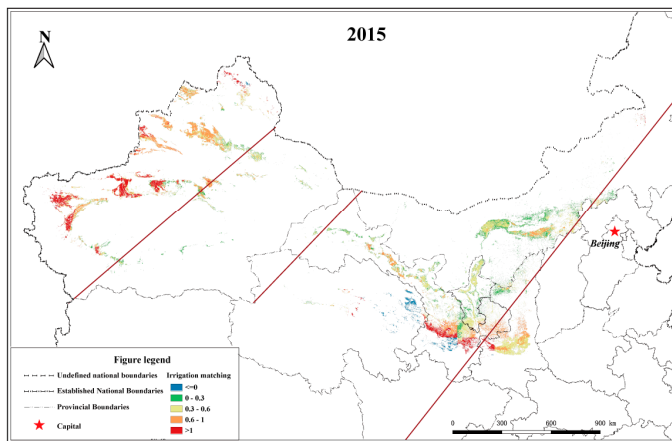 2015
N
Beijing
Figure legend
Undefined national boundaries
Established National Boundaries
Provincial Boundaries
Capital
Irrigation matching
<=0
0 - 0.3
0.3 - 0.6
0.6 - 1
>1
0 300 600 900 km